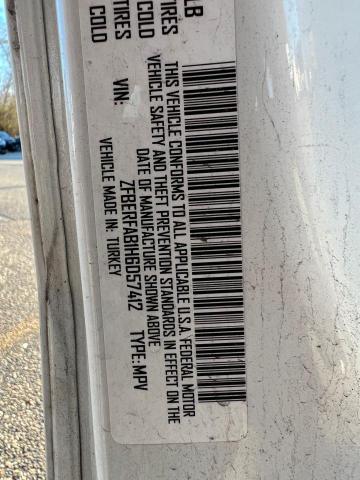 LB
TIRES
COLD
TIRES
COLD
THIS VEHICLE CONFORMS TO ALL APPLICABLE U.S.A. FEDERAL MOTOR
VEHICLE SAFETY AND THEFT PREVENTION STANDARDS IN EFFECT ON THE
DATE OF MANUFACTURE SHOWN ABOVE
VIN: ZFBERFAB1H6D57412 TYPE: MPV
VEHICLE MADE IN: TURKEY